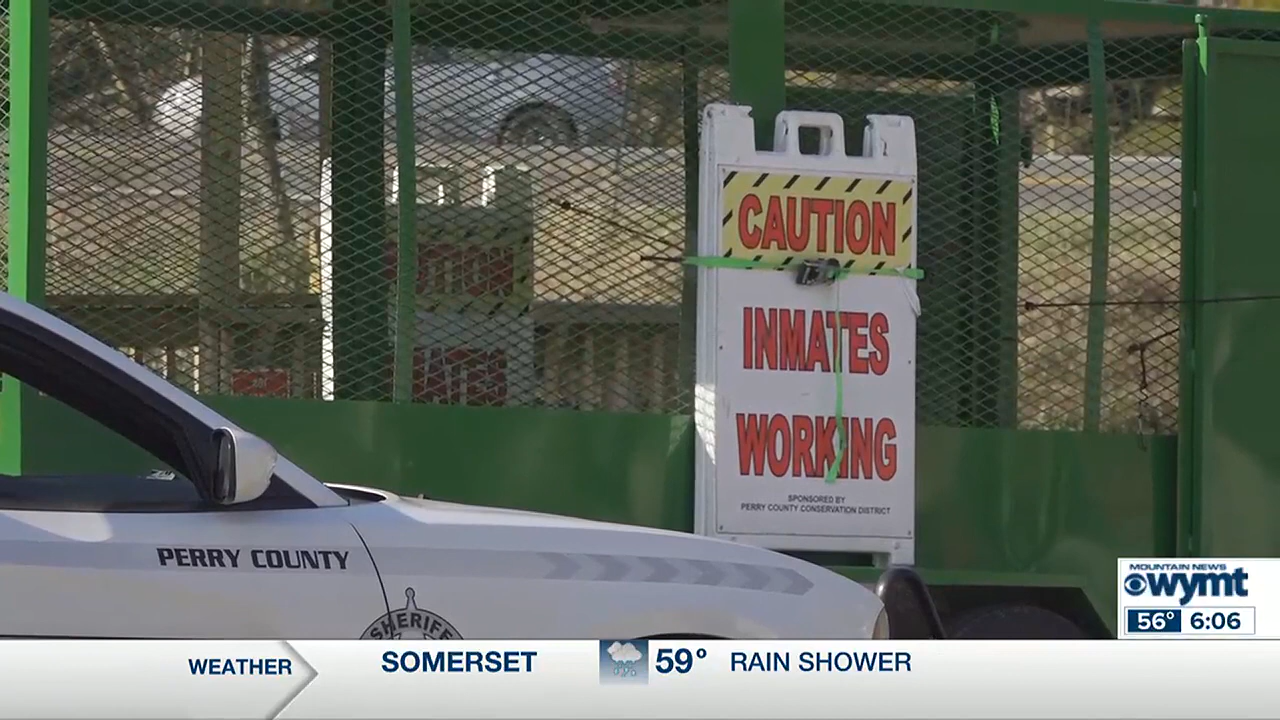 CAUTION
INMATES
WORKING
SPONSORED BY
PERRY COUNTY CONSERVATION DISTRICT
PERRY COUNTY
SHERIFF
MOUNTAIN NEWS
wymt
56° 6:06
WEATHER SOMERSET 59° RAIN SHOWER